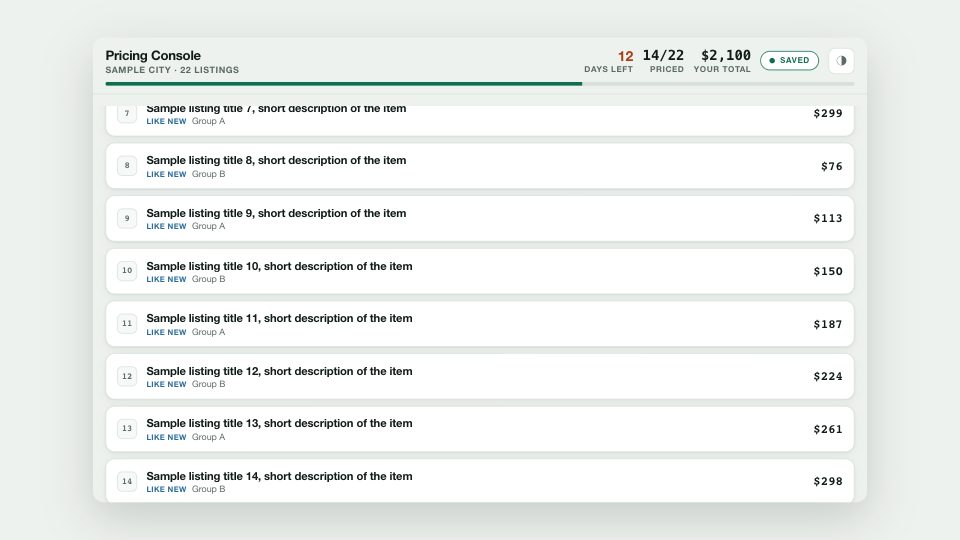 Pricing Console
SAMPLE CITY · 22 LISTINGS
12
DAYS LEFT
14/22
PRICED
$2,100
YOUR TOTAL
SAVED
7
Sample listing title 7, short description of the item
LIKE NEW Group A
$299
8
Sample listing title 8, short description of the item
LIKE NEW Group B
$76
9
Sample listing title 9, short description of the item
LIKE NEW Group A
$113
10
Sample listing title 10, short description of the item
LIKE NEW Group B
$150
11
Sample listing title 11, short description of the item
LIKE NEW Group A
$187
12
Sample listing title 12, short description of the item
LIKE NEW Group B
$224
13
Sample listing title 13, short description of the item
LIKE NEW Group A
$261
14
Sample listing title 14, short description of the item
LIKE NEW Group B
$298